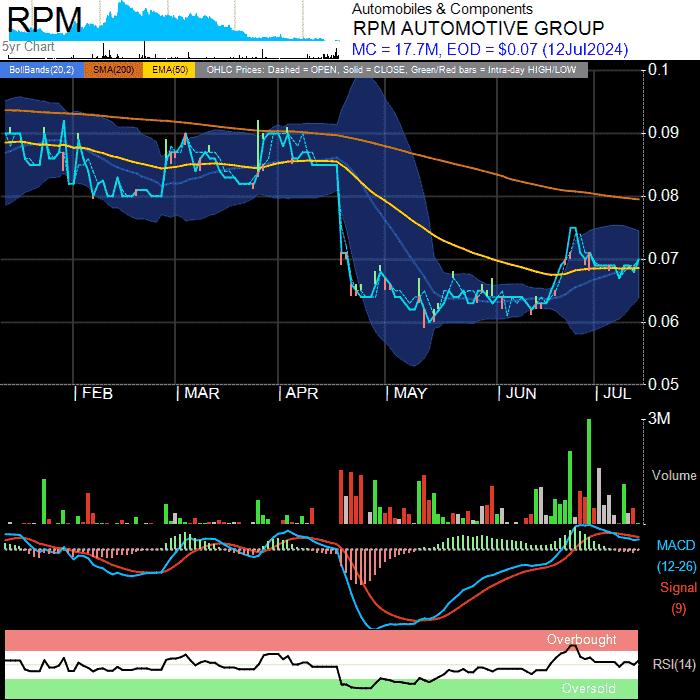 RPM
5yr Chart
Automobiles & Components
RPM AUTOMOTIVE GROUP
MC = 17.7M, EOD = $0.07 (12Jul2024)
BollBands(20,2) SMA(200) EMA(50) OHLC Prices: Dashed = OPEN, Solid = CLOSE, Green/Red bars = Intra-day HIGH/LOW
0.1
0.09
0.08
0.07
0.06
0.05
| FEB | MAR | APR | MAY | JUN | JUL
3M
Volume
MACD
(12-26)
Signal
(9)
Overbought
RSI(14)
Oversold